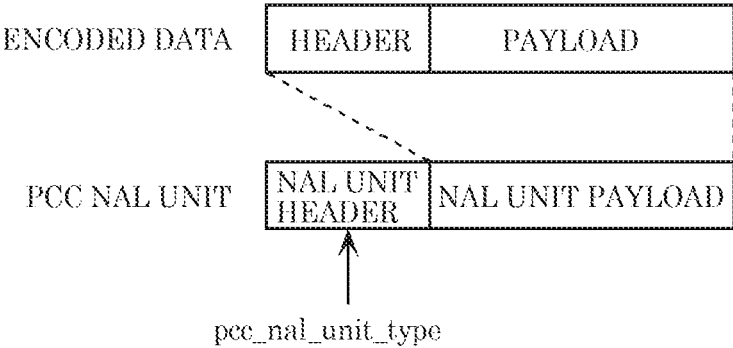 ENCODED DATA HEADER PAYLOAD
PCC NAL UNIT NAL UNIT HEADER NAL UNIT PAYLOAD
pcc_nal_unit_type